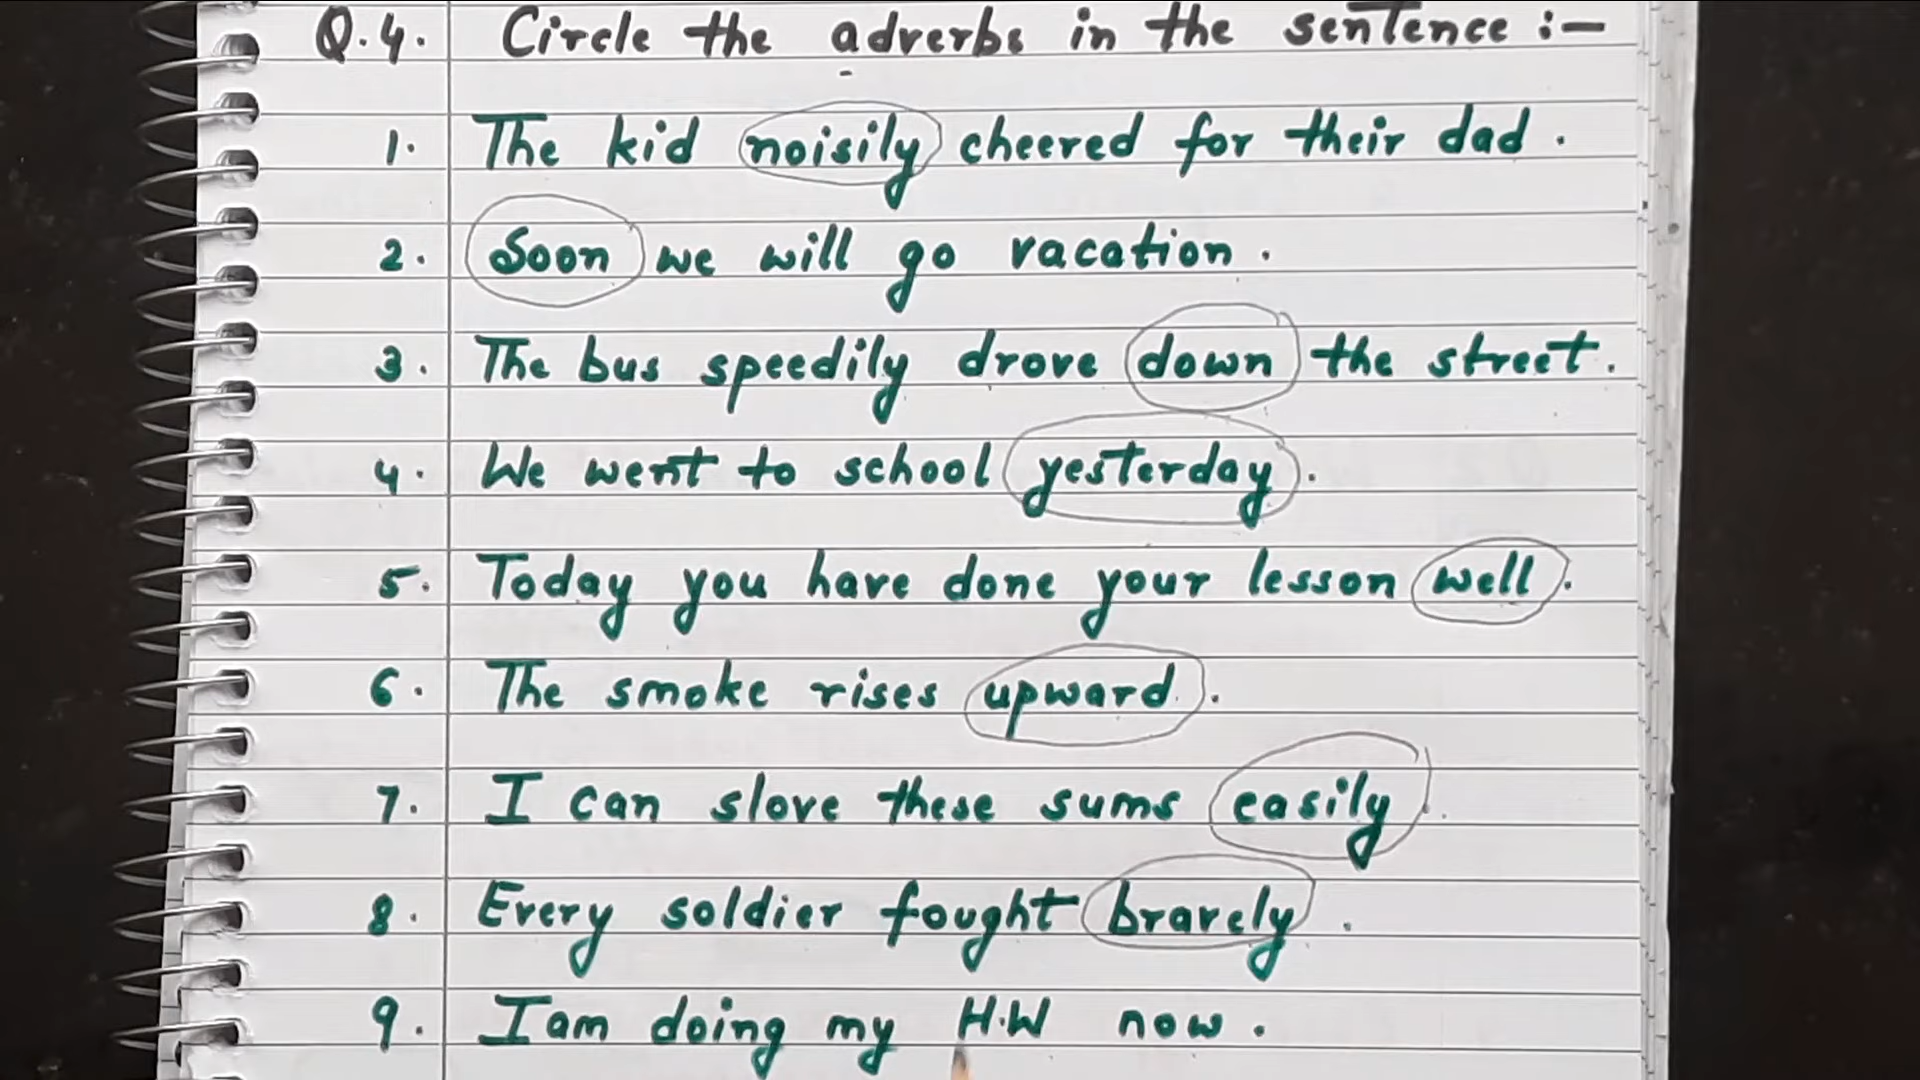 Q.4. Circle the adverbs in the sentence :-
1. The kid noisily cheered for their dad.
2. Soon we will go vacation.
3. The bus speedily drove down the street.
4. We went to school yesterday.
5. Today you have done your lesson well.
6. The smoke rises upward.
7. I can slove these sums easily.
8. Every soldier fought bravely.
9. I am doing my H.W now.